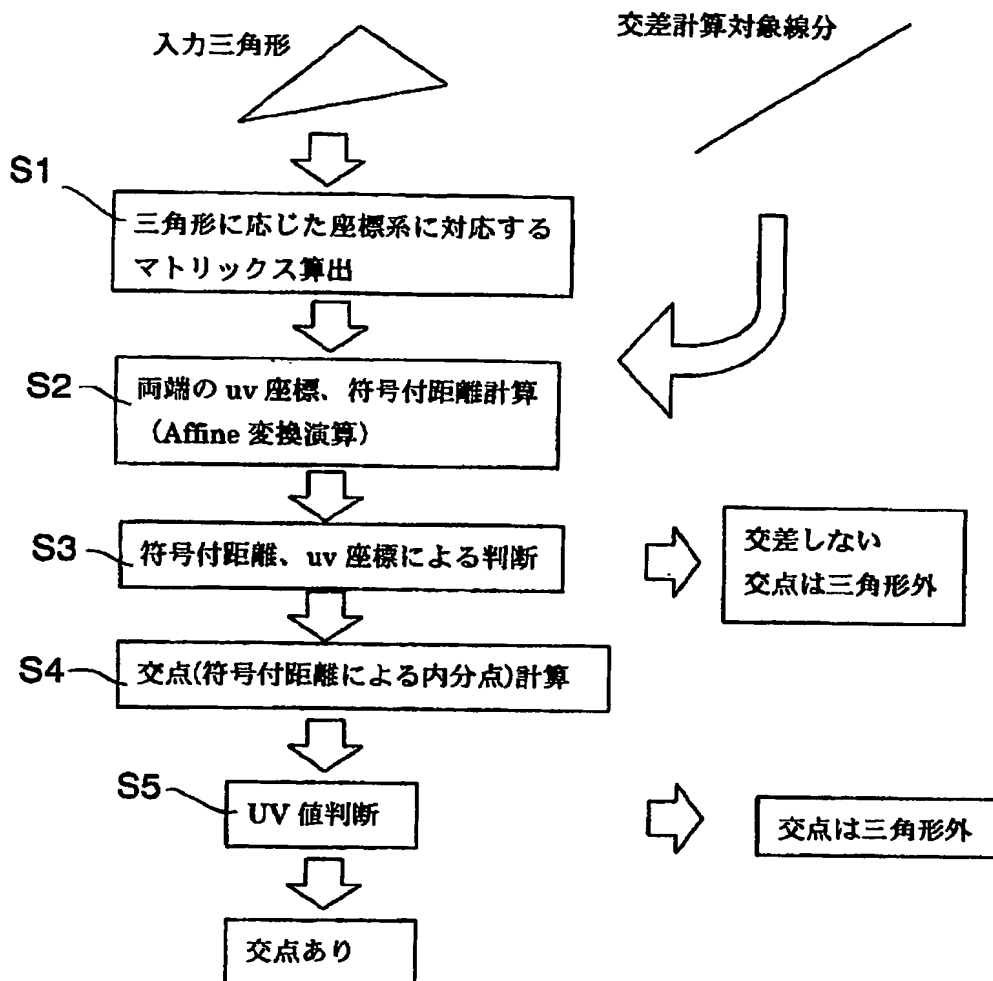 入力三角形
交差計算対象線分
S1
三角形に応じた座標系に対応する
マトリックス算出
S2
両端の uv 座標、符号付距離計算
(Affine 変換演算)
S3
符号付距離、uv 座標による判断
交差しない
交点は三角形外
S4
交点(符号付距離による内分点)計算
S5
UV 値判断
交点は三角形外
交点あり